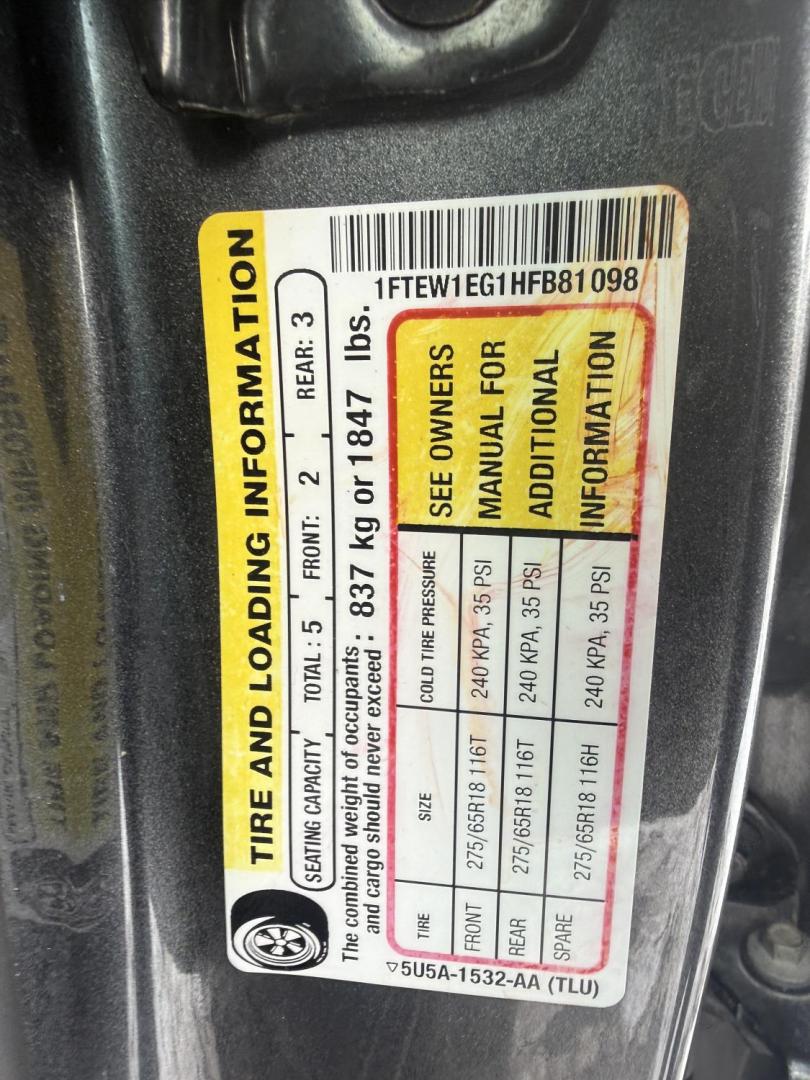 TIRE AND LOADING INFORMATION
SEATING CAPACITY TOTAL: 5 FRONT: 2 REAR: 3
The combined weight of occupants and cargo should never exceed: 837 kg or 1847 lbs.
TIRE SIZE COLD TIRE PRESSURE
FRONT 275/65R18 116T 240 KPA, 35 PSI
REAR 275/65R18 116T 240 KPA, 35 PSI
SPARE 275/65R18 116H 240 KPA, 35 PSI
SEE OWNERS
MANUAL FOR
ADDITIONAL
INFORMATION
5U5A-1532-AA (TLU)
1FTEW1EG1HFB81098